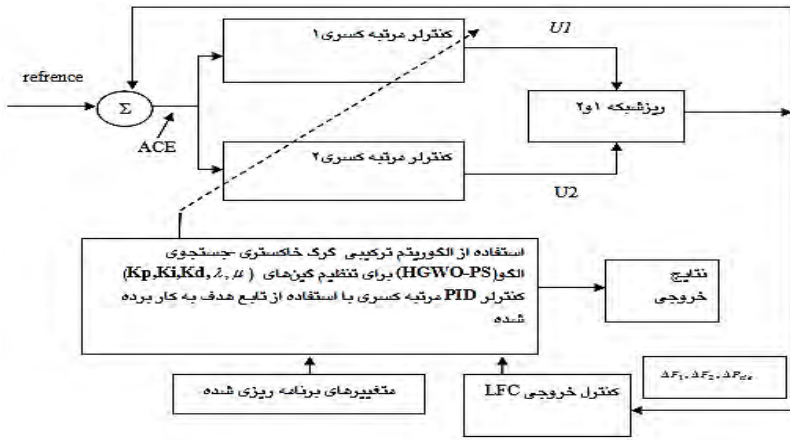 کنترلر مرتبه کسری۱
U1
refrence
Σ
ریزشبکه ۱و۲
ACE
کنترلر مرتبه کسری۲
U2
استفاده از الگوریتم ترکیبی گرگ خاکستری-جستجوی
الگو(HGWO-PS) برای تنظیم گین‌های (Kp,Ki,Kd,λ,μ)
کنترلر PID مرتبه کسری با استفاده از تابع هدف به کار برده
شده
نتایج
خروجی
متغییرهای برنامه ریزی شده
کنترل خروجی LFC
ΔF₁,ΔF₂,ΔP